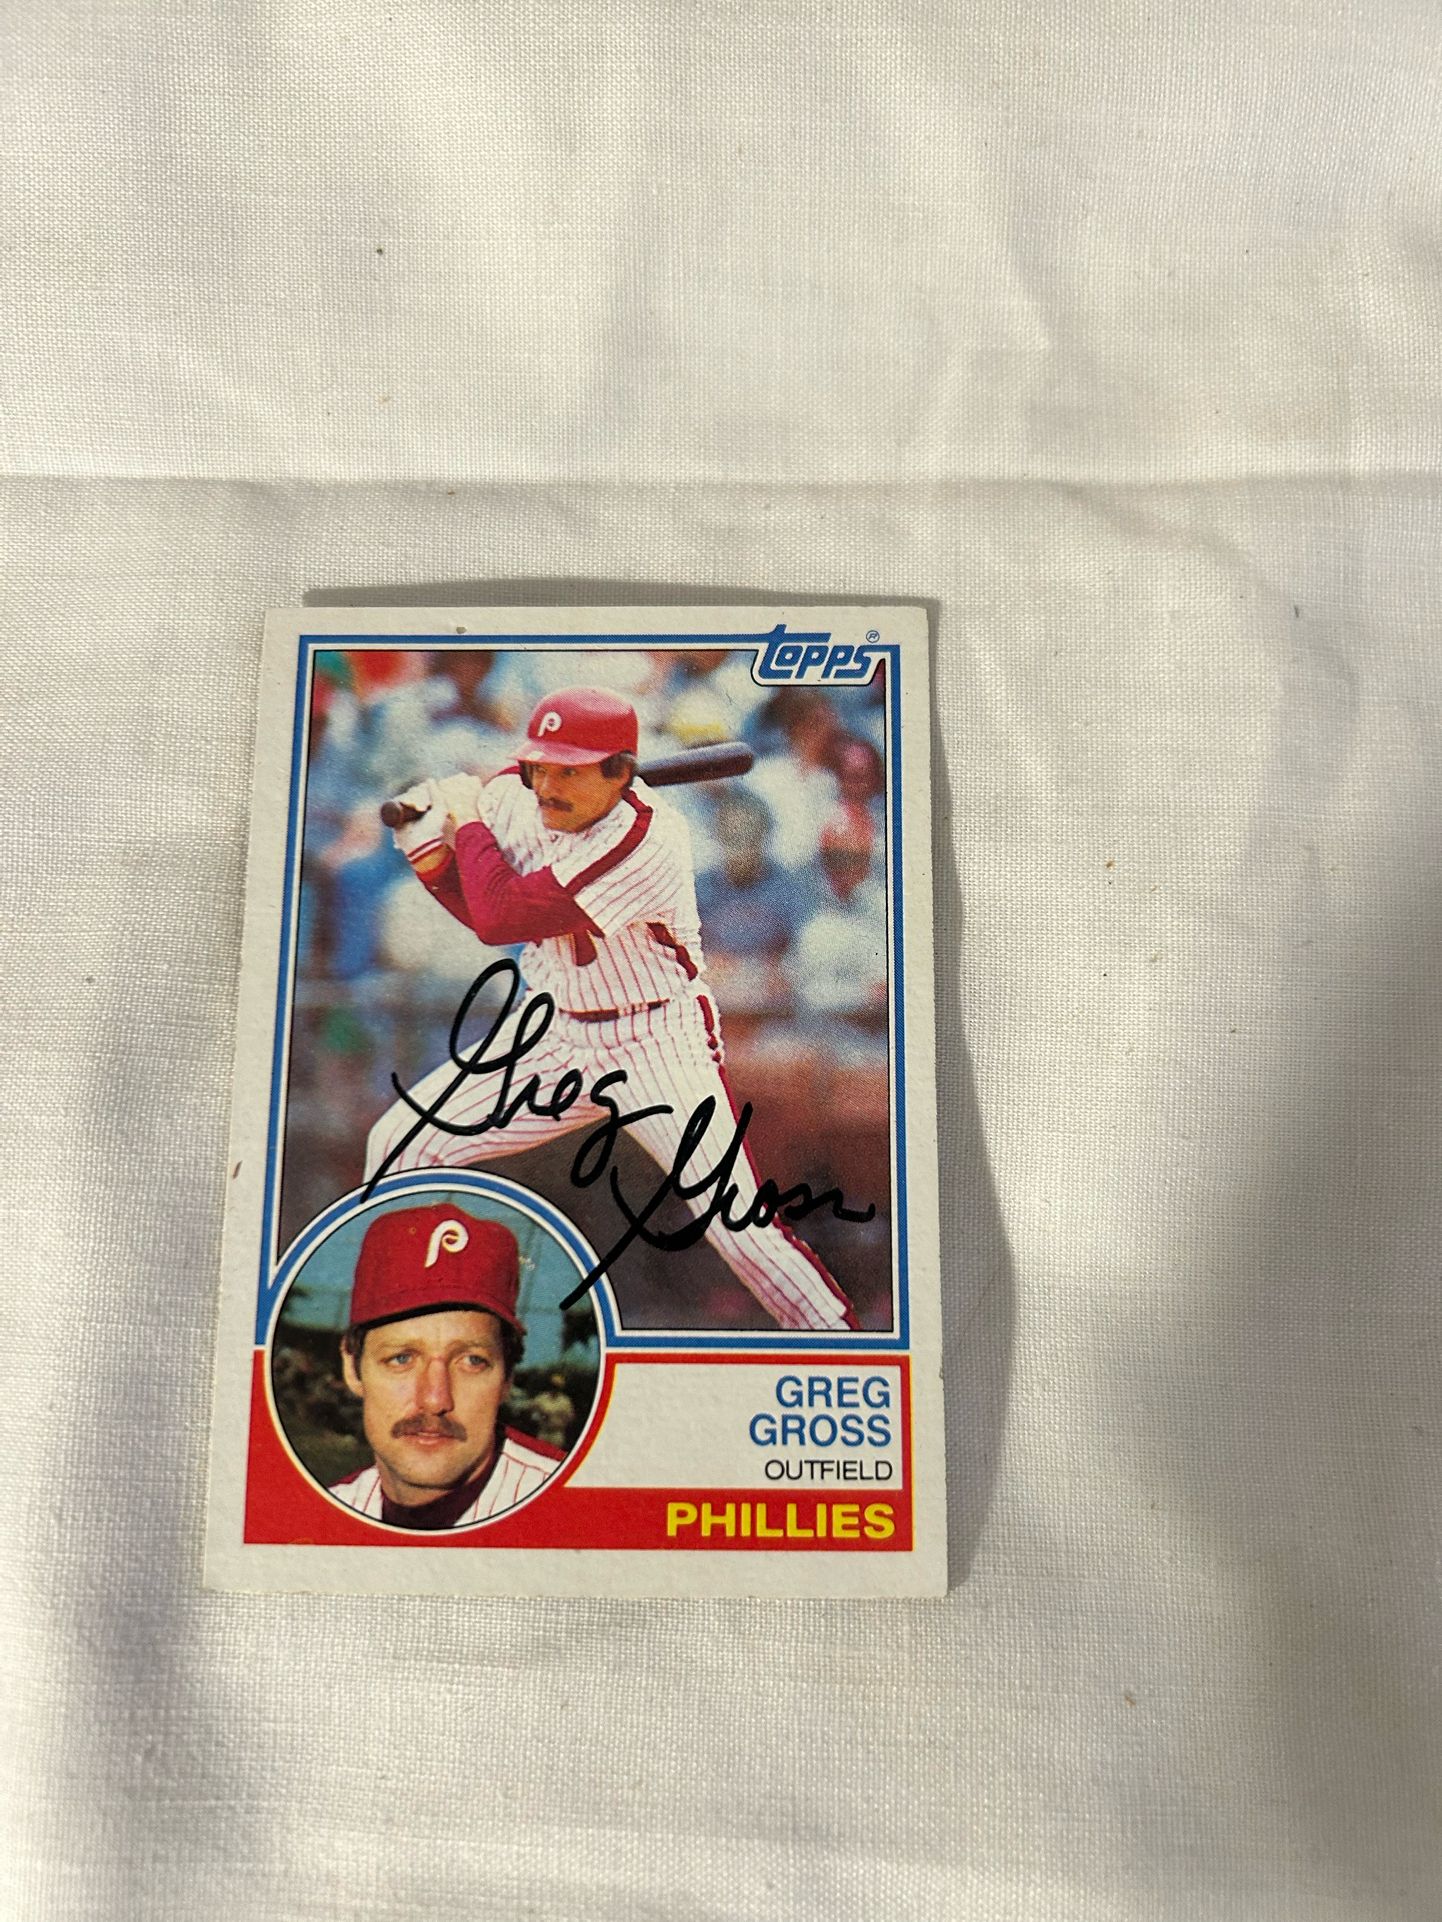 topps®
P
Greg Gross
P
GREG
GROSS
OUTFIELD
PHILLIES